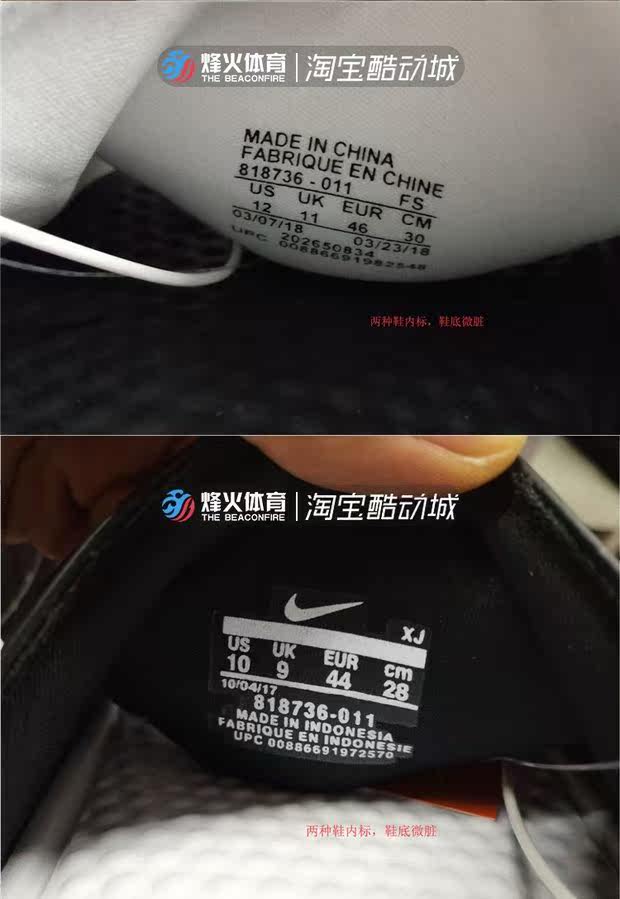 烽火体育
THE BEACONFIRE
淘宝酷动城
MADE IN CHINA
FABRIQUE EN CHINE
818736-011 FS
US UK EUR CM
12 11 46 30
03/07/18 03/23/18
202650834
UPC 00886691982548
两种鞋内标，鞋底微脏
烽火体育
THE BEACONFIRE
淘宝酷动城
XJ
US UK EUR cm
10 9 44 28
10/04/17
818736-011
MADE IN INDONESIA
FABRIQUE EN INDONESIE
UPC 00886691972570
两种鞋内标，鞋底微脏